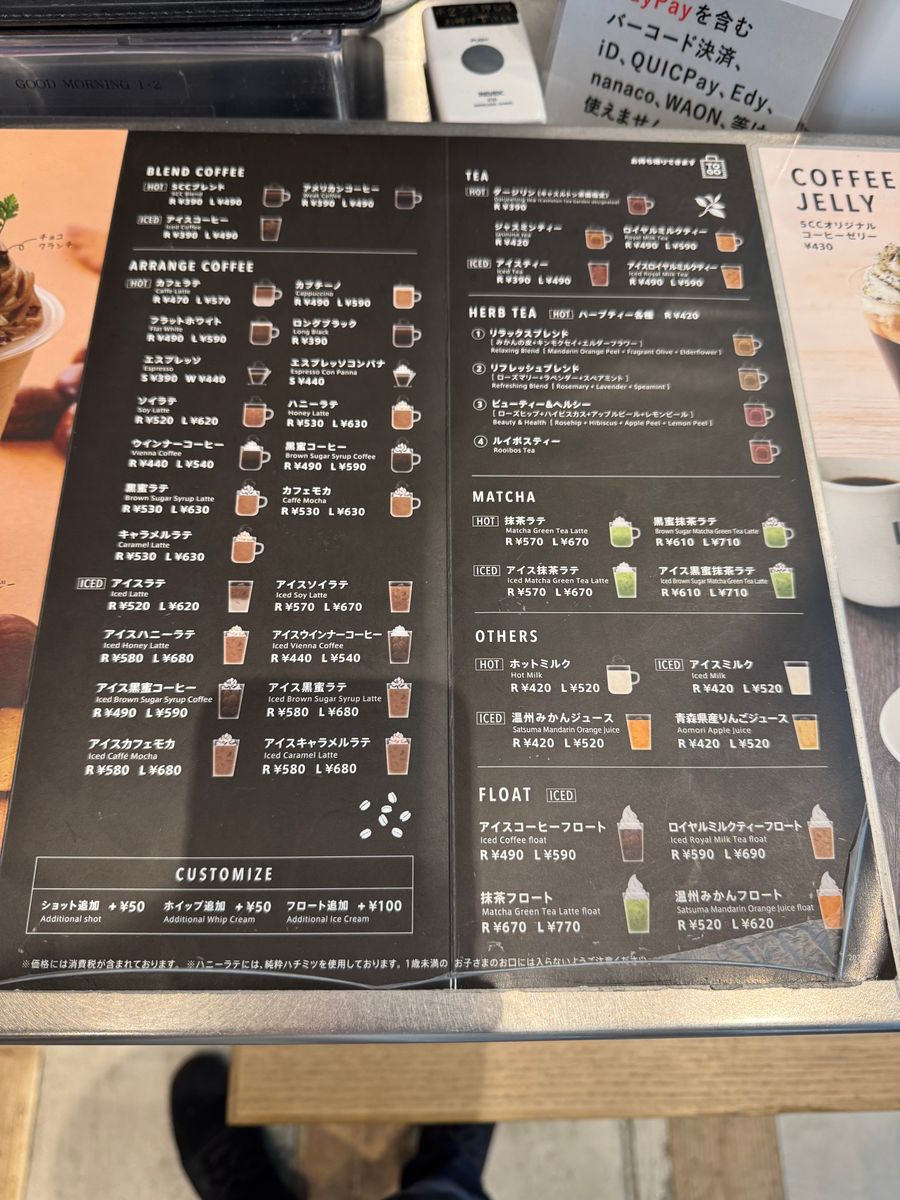 GOOD MORNING 1・2
PayPayを含む
バーコード決済、
iD、QUICPay、Edy、
nanaco、WAON、等は
使えません
チョコ
クランチ
BLEND COFFEE
HOT 5CCブレンド
5CC Blend
R ¥390 L ¥490
アメリカンコーヒー
Weak Coffee
R ¥390 L ¥490
ICED アイスコーヒー
Iced Coffee
R ¥390 L ¥490
ARRANGE COFFEE
HOT カフェラテ
Caffé Latte
R ¥470 L ¥570
カプチーノ
Cappuccino
R ¥490 L ¥590
フラットホワイト
Flat White
R ¥490 L ¥590
ロングブラック
Long Black
R ¥390
エスプレッソ
Espresso
S ¥390 W ¥440
エスプレッソコンパナ
Espresso Con Panna
S ¥440
ソイラテ
Soy Latte
R ¥520 L ¥620
ハニーラテ
Honey Latte
R ¥530 L ¥630
ウインナーコーヒー
Vienna Coffee
R ¥440 L ¥540
黒蜜コーヒー
Brown Sugar Syrup Coffee
R ¥490 L ¥590
黒蜜ラテ
Brown Sugar Syrup Latte
R ¥530 L ¥630
カフェモカ
Caffé Mocha
R ¥530 L ¥630
キャラメルラテ
Caramel Latte
R ¥530 L ¥630
ICED アイスラテ
Iced Latte
R ¥520 L ¥620
アイスソイラテ
Iced Soy Latte
R ¥570 L ¥670
アイスハニーラテ
Iced Honey Latte
R ¥580 L ¥680
アイスウインナーコーヒー
Iced Vienna Coffee
R ¥440 L ¥540
アイス黒蜜コーヒー
Iced Brown Sugar Syrup Coffee
R ¥490 L ¥590
アイス黒蜜ラテ
Iced Brown Sugar Syrup Latte
R ¥580 L ¥680
アイスカフェモカ
Iced Caffé Mocha
R ¥580 L ¥680
アイスキャラメルラテ
Iced Caramel Latte
R ¥580 L ¥680
CUSTOMIZE
ショット追加 +¥50
Additional shot
ホイップ追加 +¥50
Additional Whip Cream
フロート追加 +¥100
Additional Ice Cream
お持ち帰りできます
TO GO
TEA
HOT ダージリン
R ¥390
ジャスミンティー
Jasmine Tea
R ¥420
ロイヤルミルクティー
Royal Milk Tea
R ¥490 L ¥590
ICED アイスティー
Iced Tea
R ¥390 L ¥490
アイスロイヤルミルクティー
Iced Royal Milk Tea
R ¥490 L ¥590
HERB TEA HOT ハーブティー各種 R ¥420
① リラックスブレンド
[ みかんの皮+キンモクセイ+エルダーフラワー ]
Relaxing Blend [ Mandarin Orange Peel + Fragrant Olive + Elderflower ]
② リフレッシュブレンド
[ ローズマリー+ラベンダー+スペアミント ]
Refreshing Blend [ Rosemary + Lavender + Speamint ]
③ ビューティー&ヘルシー
[ ローズヒップ+ハイビスカス+アップルピール+レモンピール ]
Beauty & Health [ Rosehip + Hibiscus + Apple Peel + Lemon Peel ]
④ ルイボスティー
Rooibos Tea
MATCHA
HOT 抹茶ラテ
Matcha Green Tea Latte
R ¥570 L ¥670
黒蜜抹茶ラテ
Brown Sugar Matcha Green Tea Latte
R ¥610 L ¥710
ICED アイス抹茶ラテ
Iced Matcha Green Tea Latte
R ¥570 L ¥670
アイス黒蜜抹茶ラテ
Iced Brown Sugar Matcha Green Tea Latte
R ¥610 L ¥710
OTHERS
HOT ホットミルク
Hot Milk
R ¥420 L ¥520
ICED アイスミルク
Iced Milk
R ¥420 L ¥520
ICED 温州みかんジュース
Satsuma Mandarin Orange Juice
R ¥420 L ¥520
青森県産りんごジュース
Aomori Apple Juice
R ¥420 L ¥520
FLOAT ICED
アイスコーヒーフロート
Iced Coffee float
R ¥490 L ¥590
ロイヤルミルクティーフロート
Iced Royal Milk Tea float
R ¥590 L ¥690
抹茶フロート
Matcha Green Tea Latte float
R ¥670 L ¥770
温州みかんフロート
Satsuma Mandarin Orange Juice float
R ¥520 L ¥620
※価格には消費税が含まれております。 ※ハニーラテには、純粋ハチミツを使用しております。1歳未満の お子さまのお口には入らないようご注意ください
COFFEE
JELLY
5CCオリジナル
コーヒーゼリー
¥430